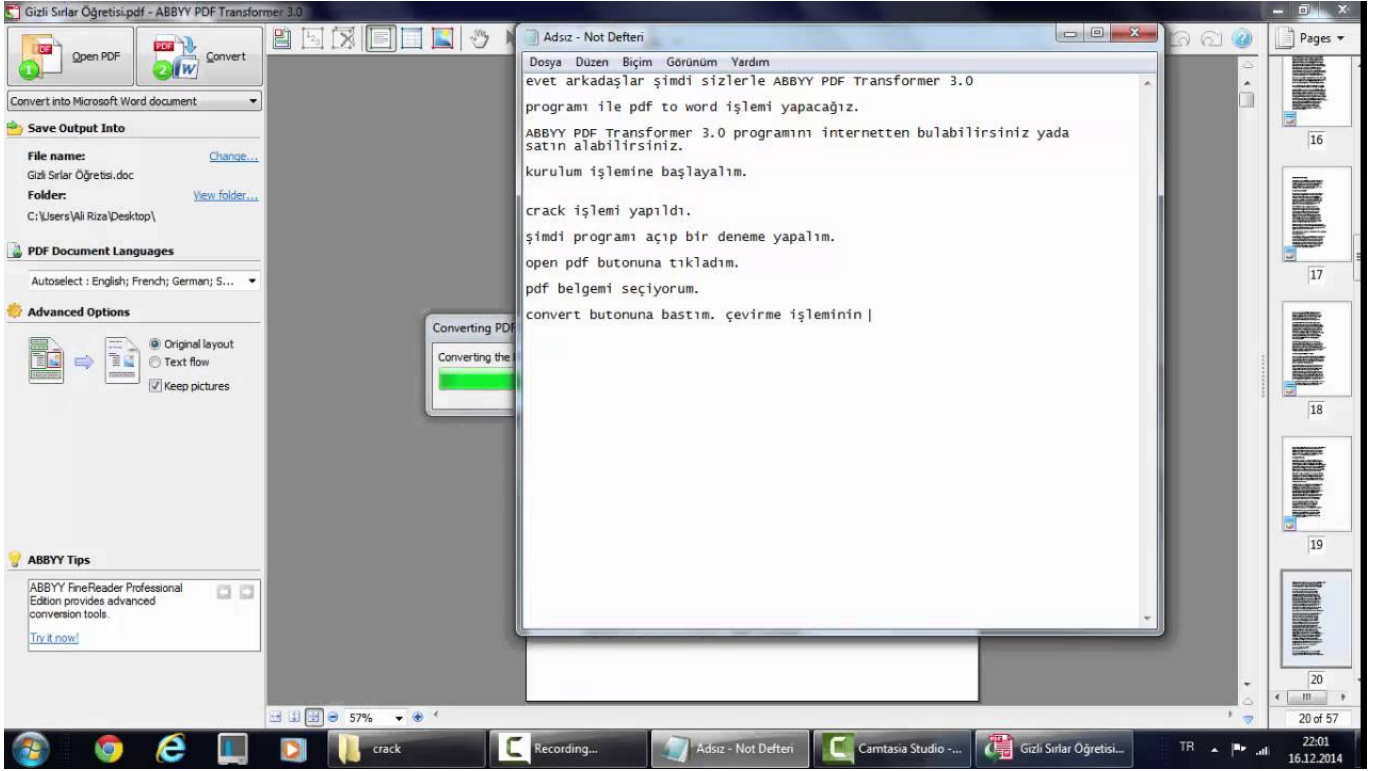 Gizli Sırlar Öğretisi.pdf - ABBYY PDF Transformer 3.0
Open PDF
Convert
Convert into Microsoft Word document
Save Output Into
File name:
Change...
Gizli Sırlar Öğretisi.doc
Folder:
View folder...
C:\Users\Ali Riza\Desktop\
PDF Document Languages
Autoselect : English; French; German; S...
Advanced Options
Original layout
Text flow
Keep pictures
ABBYY Tips
ABBYY FineReader Professional
Edition provides advanced
conversion tools.
Try it now!
57%
Converting PDF
Converting the
Adsız - Not Defteri
Dosya Düzen Biçim Görünüm Yardım
evet arkadaşlar şimdi sizlerle ABBYY PDF Transformer 3.0
programı ile pdf to word işlemi yapacağız.
ABBYY PDF Transformer 3.0 programını internetten bulabilirsiniz yada
satın alabilirsiniz.
kurulum işlemine başlayalım.
crack işlemi yapıldı.
şimdi programı açıp bir deneme yapalım.
open pdf butonuna tıkladım.
pdf belgemi seçiyorum.
convert butonuna bastım. çevirme işleminin
Pages
16
17
18
19
20
20 of 57
crack
Recording...
Adsız - Not Defteri
Camtasia Studio -...
Gizli Sırlar Öğretisi...
TR
22:01
16.12.2014